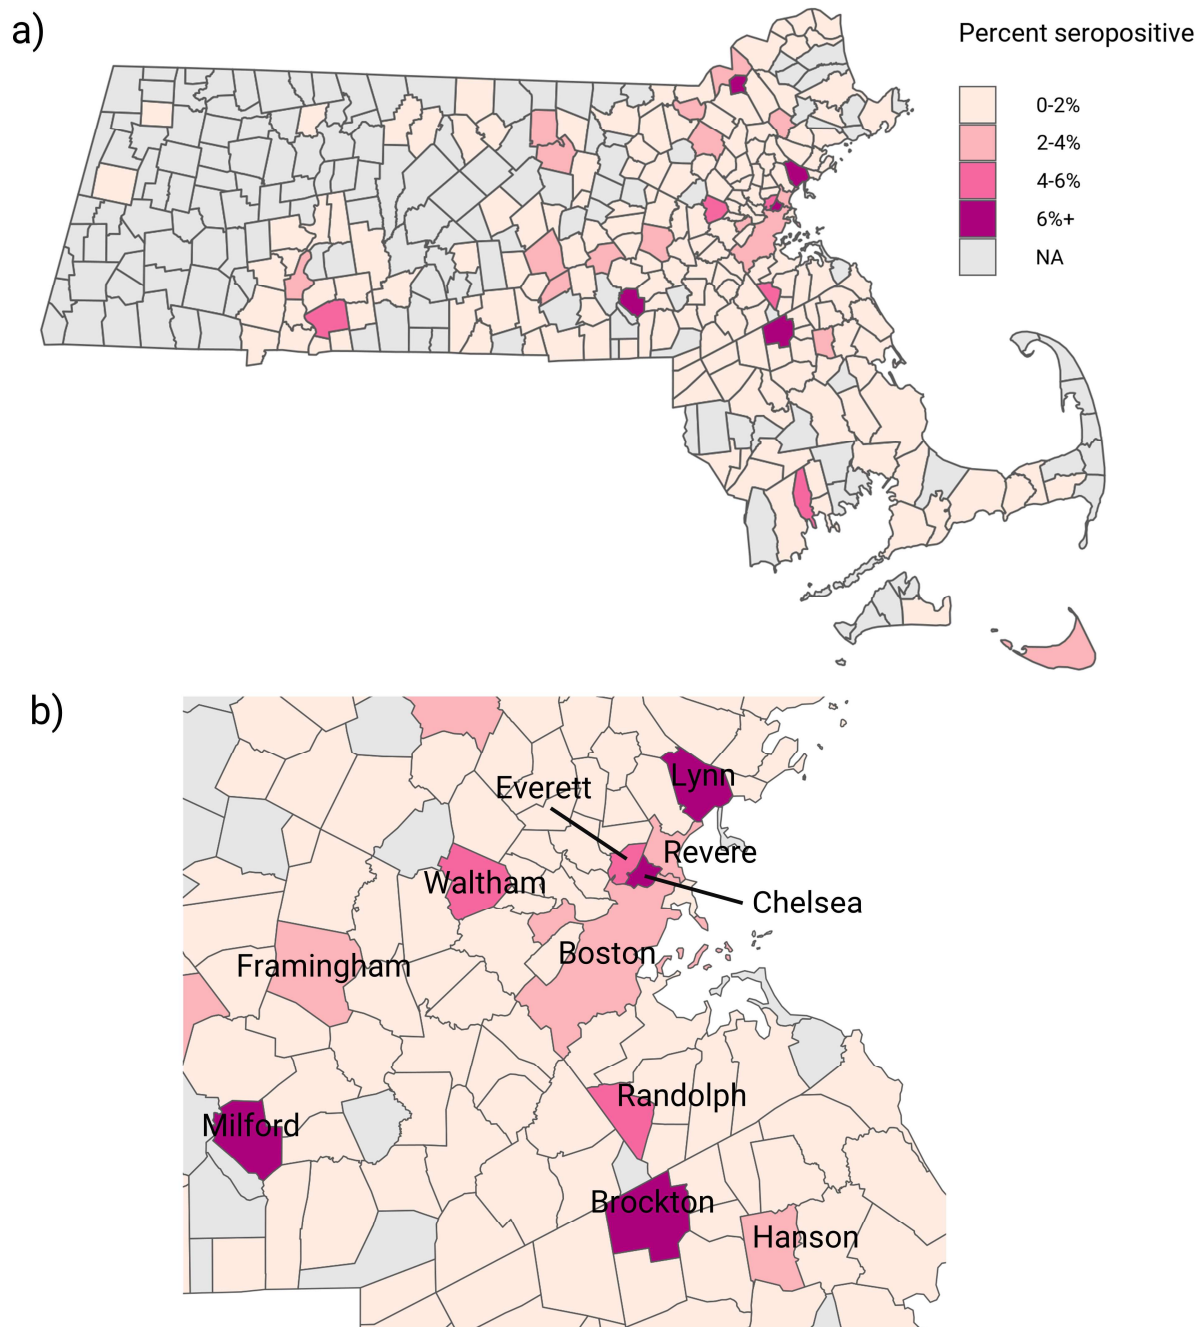 a)
Percent seropositive
0-2%
2-4%
4-6%
6%+
NA
b)
Lynn
Everett
Revere
Waltham
Chelsea
Boston
Framingham
Randolph
Milford
Brockton
Hanson